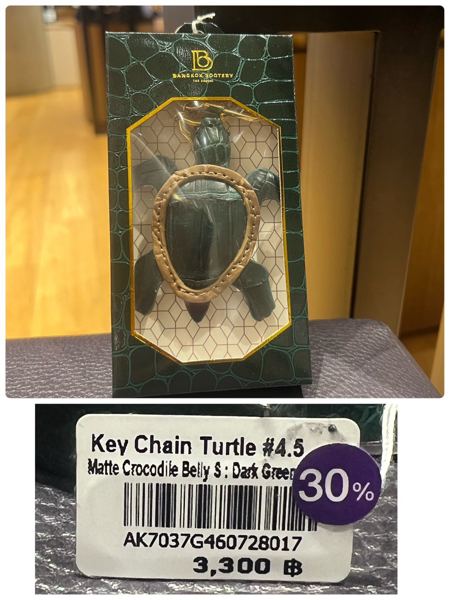 B
BANGKOK BOOTERY
Key Chain Turtle #4.5
Matte Crocodile Belly S : Dark Green
30%
AK7037G460728017
3,300 ฿